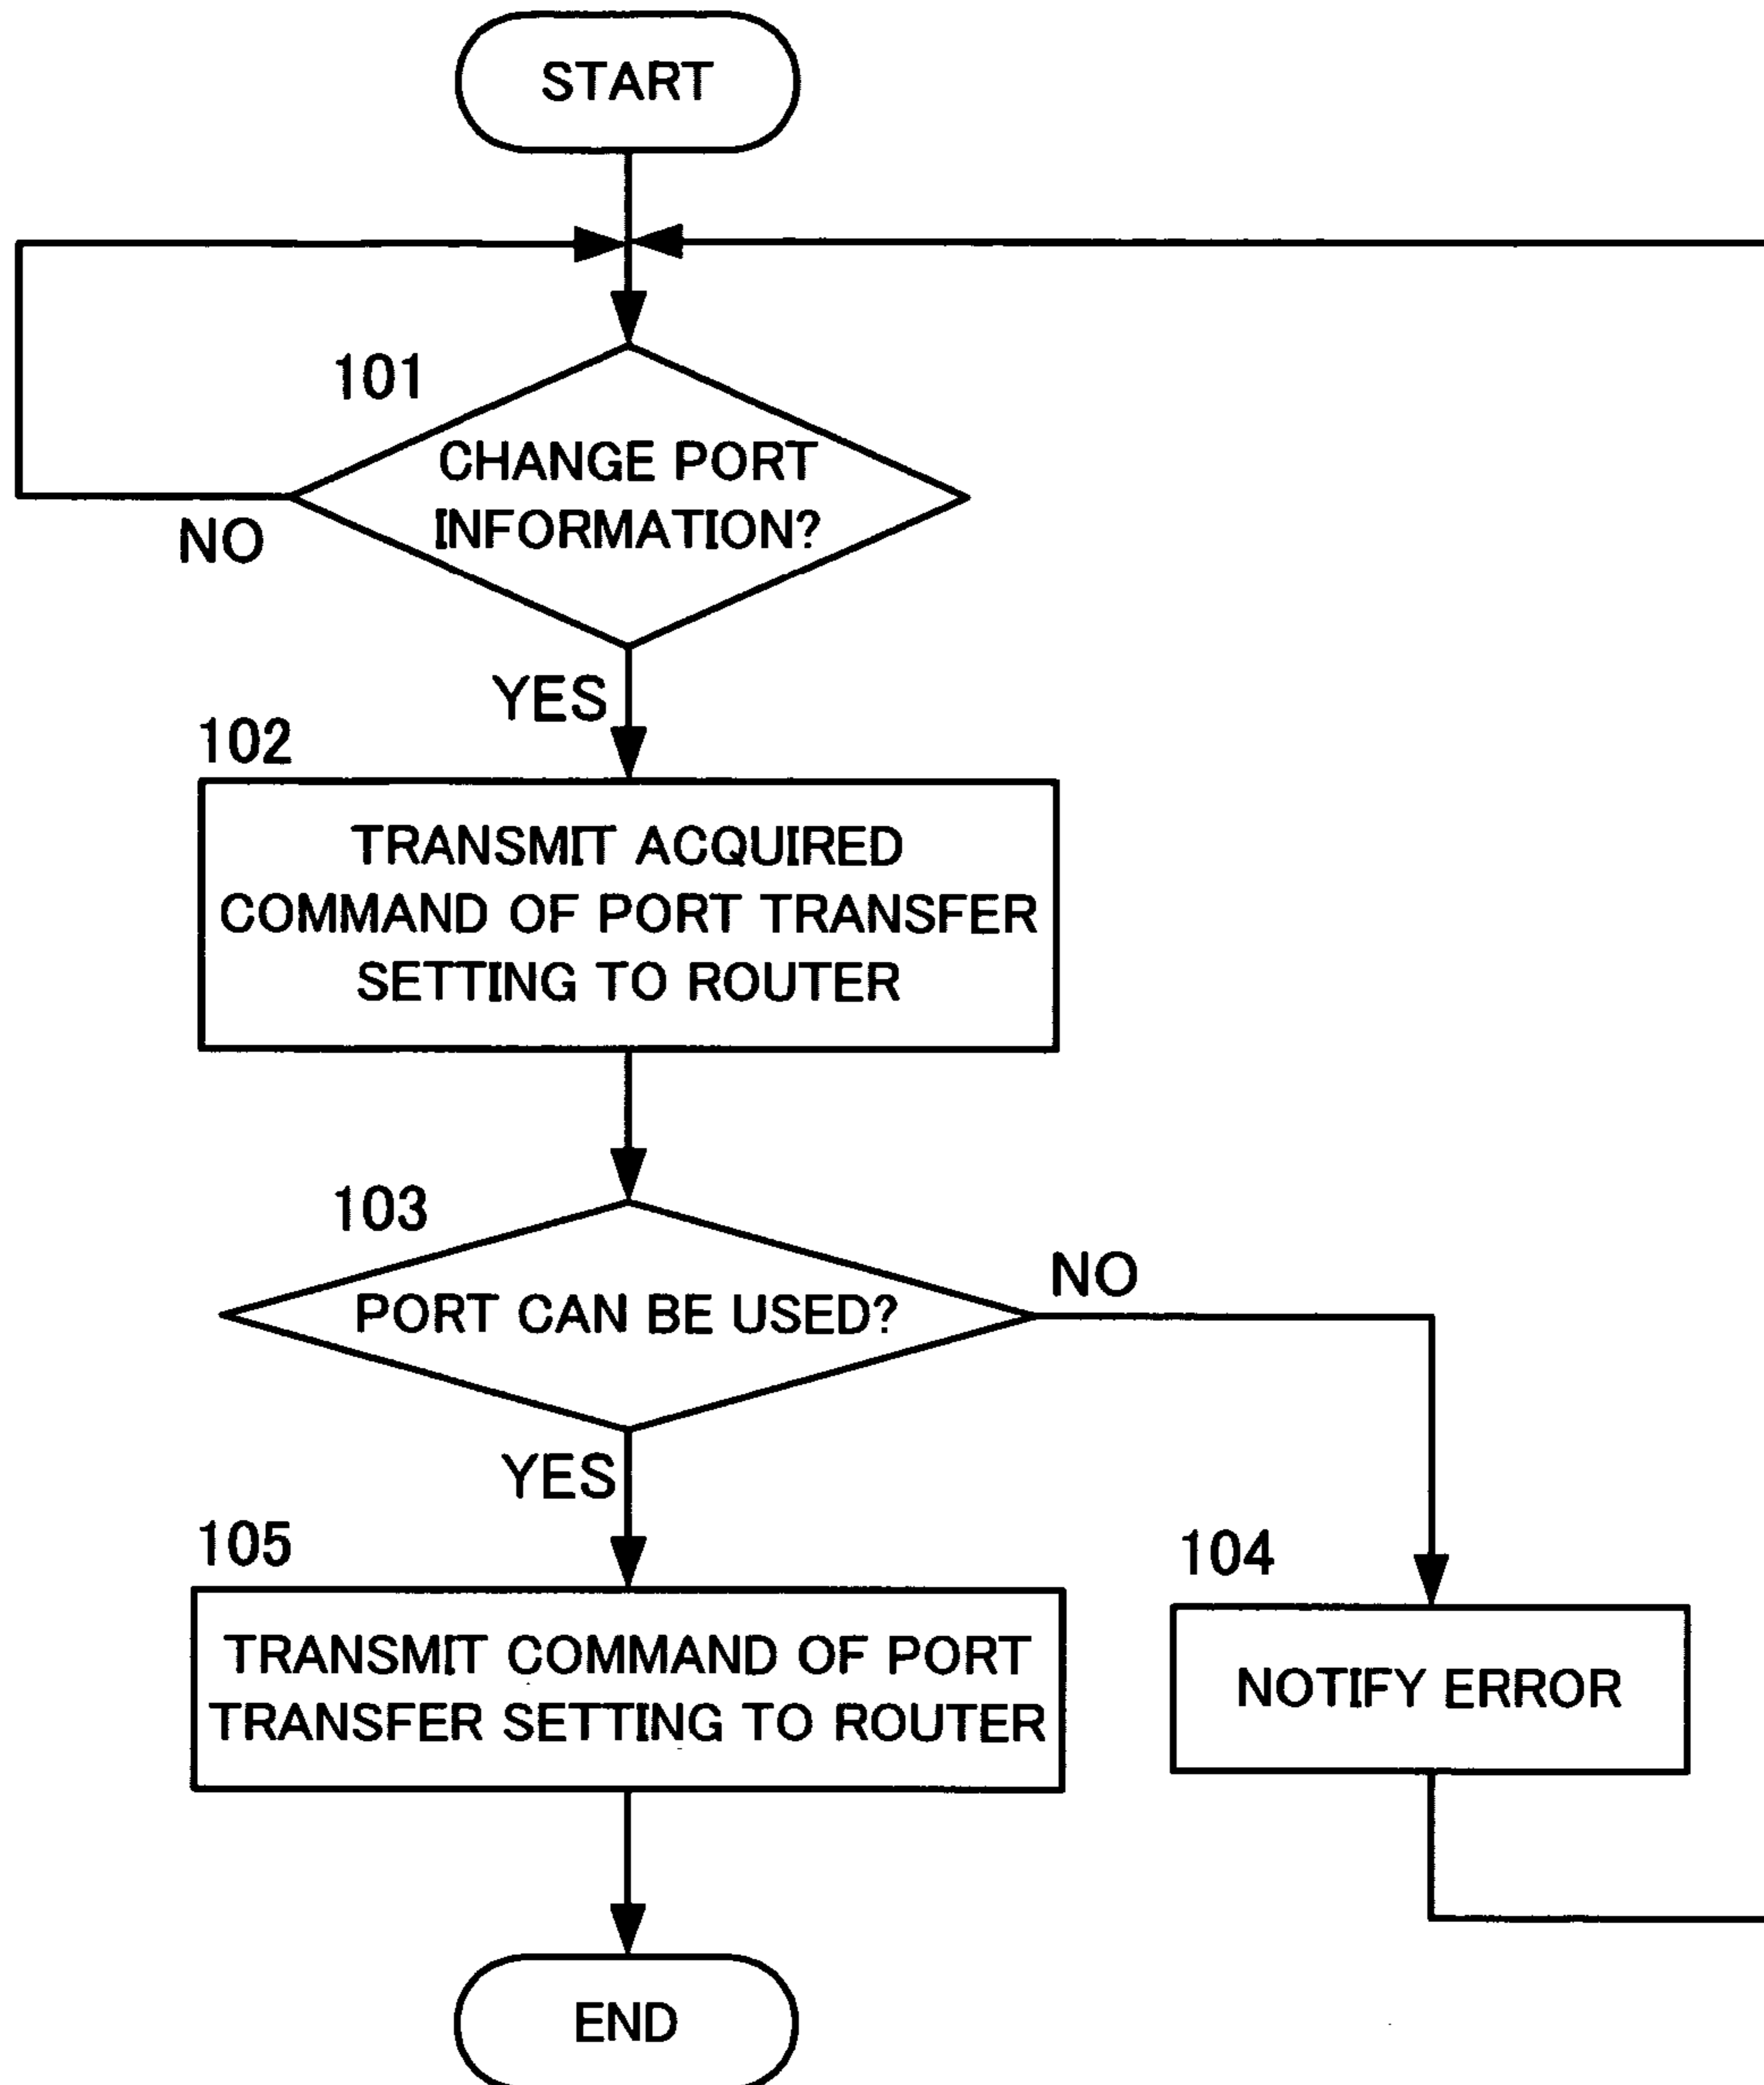 START
101
CHANGE PORT
INFORMATION?
NO
YES
102
TRANSMIT ACQUIRED
COMMAND OF PORT TRANSFER
SETTING TO ROUTER
103
PORT CAN BE USED?
NO
YES
105
TRANSMIT COMMAND OF PORT
TRANSFER SETTING TO ROUTER
104
NOTIFY ERROR
END